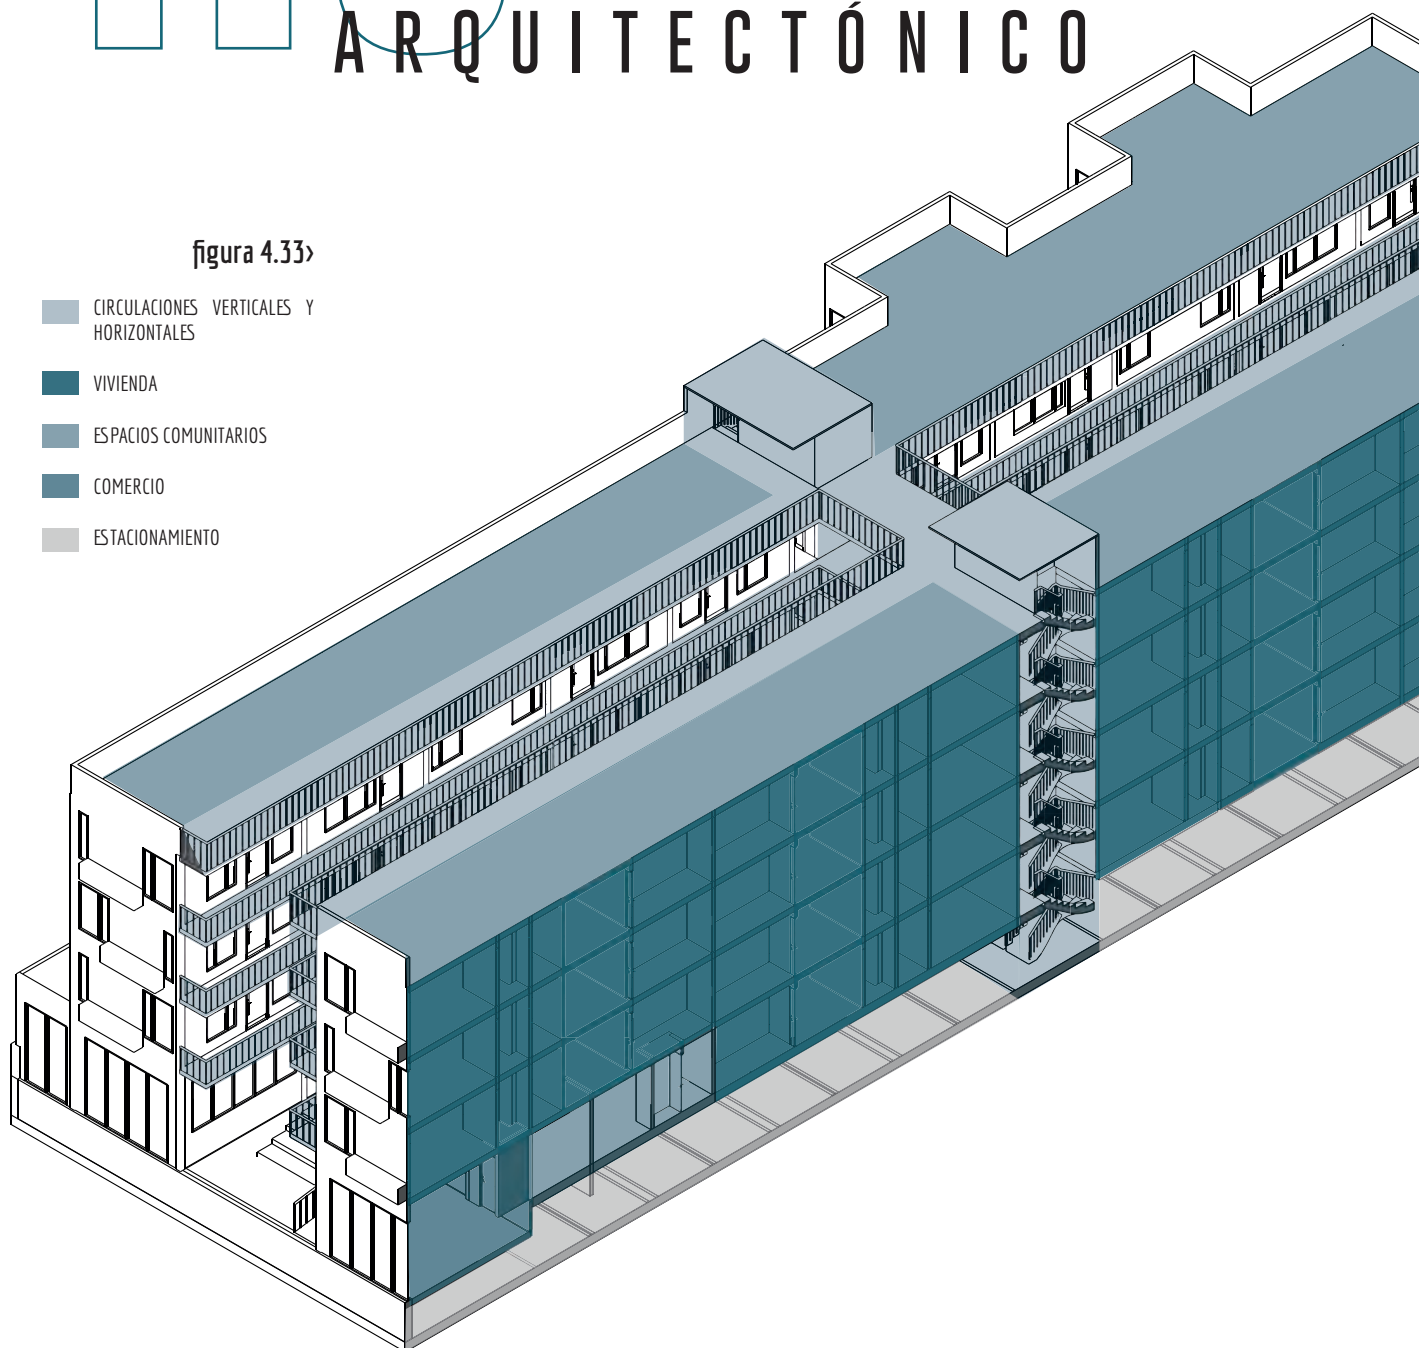 ARQUITECTÓNICO
figura 4.33›
CIRCULACIONES VERTICALES Y
HORIZONTALES
VIVIENDA
ESPACIOS COMUNITARIOS
COMERCIO
ESTACIONAMIENTO